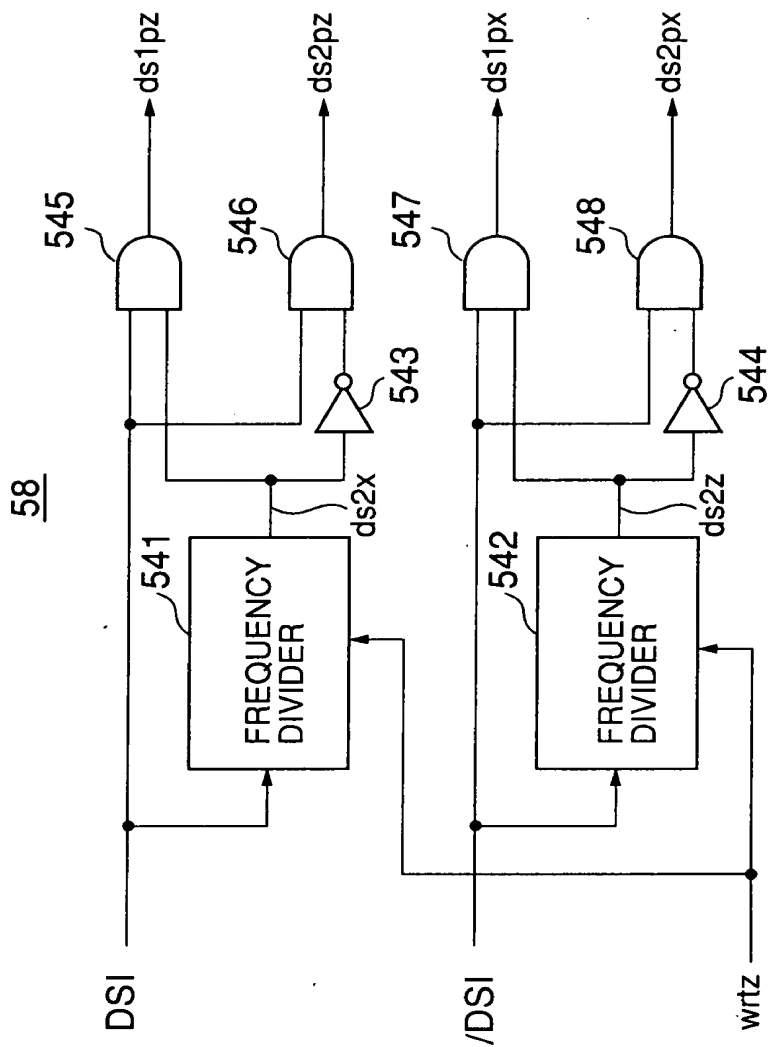 58
DSI
/DSI
wrtz
541
FREQUENCY
DIVIDER
ds2x
543
545
ds1pz
546
ds2pz
542
FREQUENCY
DIVIDER
ds2z
544
547
ds1px
548
ds2px